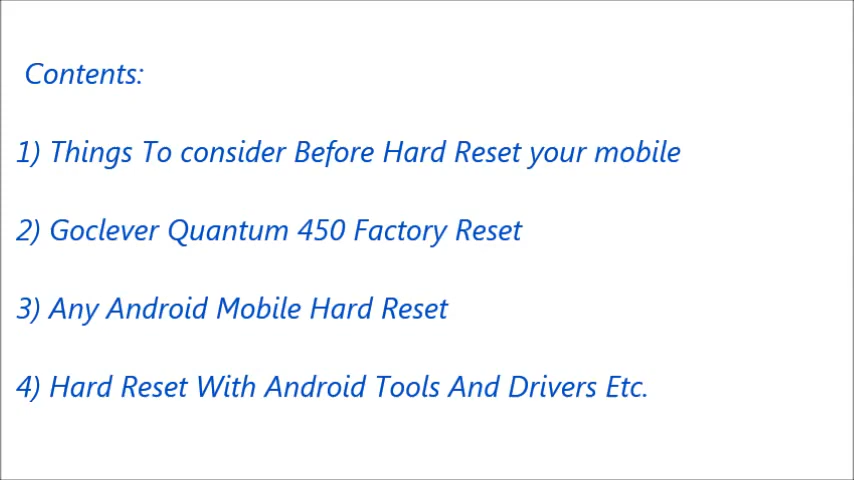 Contents:
1) Things To consider Before Hard Reset your mobile
2) Goclever Quantum 450 Factory Reset
3) Any Android Mobile Hard Reset
4) Hard Reset With Android Tools And Drivers Etc.